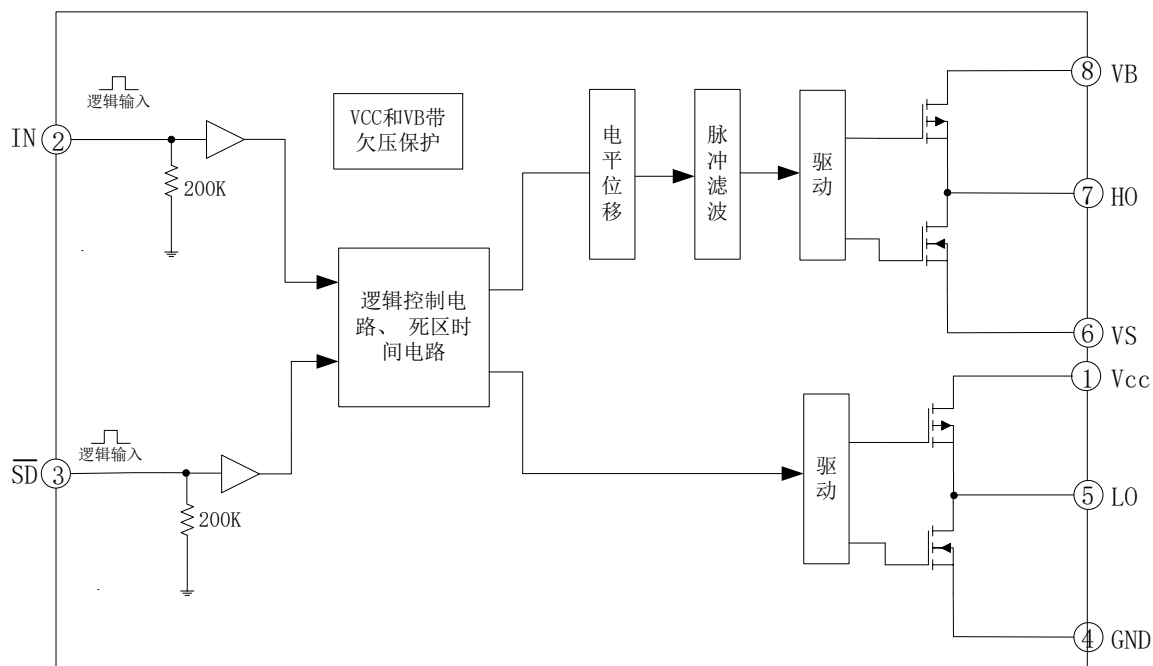 逻辑输入
IN
2
200K
VCC和VB带
欠压保护
电平位移
脉冲滤波
驱动
8
VB
7
HO
6
VS
逻辑控制电
路、 死区时
间电路
逻辑输入
SD
3
200K
驱动
1
Vcc
5
LO
4
GND